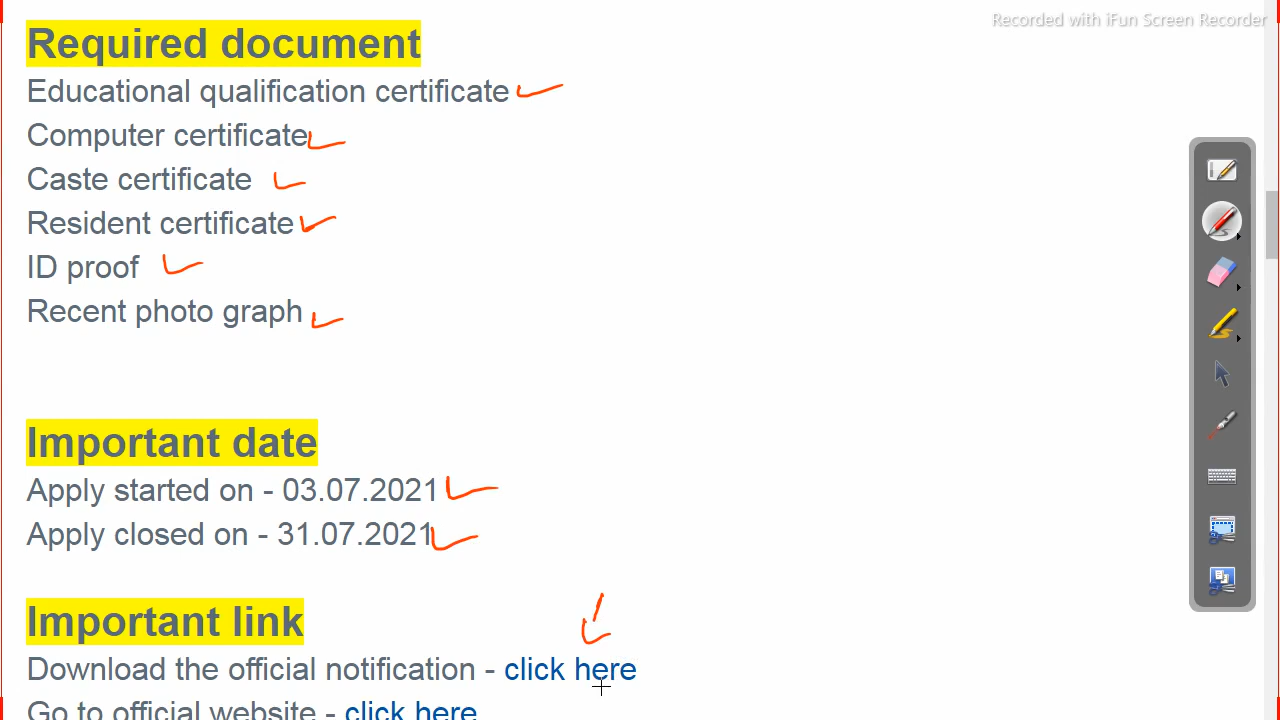 Recorded with iFun Screen Recorder
Required document
Educational qualification certificate
Computer certificate
Caste certificate
Resident certificate
ID proof
Recent photo graph
Important date
Apply started on - 03.07.2021
Apply closed on - 31.07.2021
Important link
Download the official notification - click here
Go to official website - click here